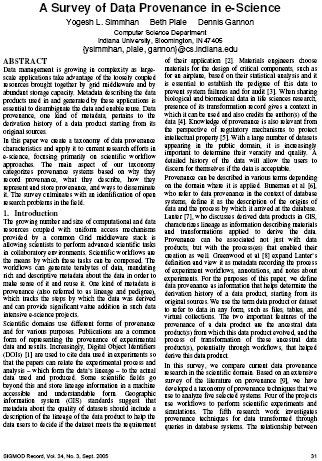 A Survey of Data Provenance in e-Science
Yogesh L. Simmhan Beth Plale Dennis Gannon
Computer Science Department
Indiana University, Bloomington, IN 47405
{ysimmhan, plale, gannon}@cs.indiana.edu
ABSTRACT
Data management is growing in complexity as large-
scale applications take advantage of the loosely coupled
resources brought together by grid middleware and by
abundant storage capacity. Metadata describing the data
products used in and generated by these applications is
essential to disambiguate the data and enable reuse. Data
provenance, one kind of metadata, pertains to the
derivation history of a data product starting from its
original sources.
In this paper we create a taxonomy of data provenance
characteristics and apply it to current research efforts in
e-science, focusing primarily on scientific workflow
approaches. The main aspect of our taxonomy
categorizes provenance systems based on why they
record provenance, what they describe, how they
represent and store provenance, and ways to disseminate
it. The survey culminates with an identification of open
research problems in the field.
1. Introduction
The growing number and size of computational and data
resources coupled with uniform access mechanisms
provided by a common Grid middleware stack is
allowing scientists to perform advanced scientific tasks
in collaboratory environments. Scientific workflows are
the means by which these tasks can be composed. The
workflows can generate terabytes of data, mandating
rich and descriptive metadata about the data in order to
make sense of it and reuse it. One kind of metadata is
provenance (also referred to as lineage and pedigree),
which tracks the steps by which the data was derived
and can provide significant value addition in such data
intensive e-science projects.
Scientific domains use different forms of provenance
and for various purposes. Publications are a common
form of representing the provenance of experimental
data and results. Increasingly, Digital Object Identifiers
(DOIs) [1] are used to cite data used in experiments so
that the papers can relate the experimental process and
analysis – which form the data's lineage – to the actual
data used and produced. Some scientific fields go
beyond this and store lineage information in a machine
accessible and understandable form. Geographic
information system (GIS) standards suggest that
metadata about the quality of datasets should include a
description of the lineage of the data product to help the
data users to decide if the dataset meets the requirement
of their application [2]. Materials engineers choose
materials for the design of critical components, such as
for an airplane, based on their statistical analysis and it
is essential to establish the pedigree of this data to
prevent system failures and for audit [3]. When sharing
biological and biomedical data in life sciences research,
presence of its transformation record gives a context in
which it can be used and also credits the author(s) of the
data [4]. Knowledge of provenance is also relevant from
the perspective of regulatory mechanisms to protect
intellectual property [5]. With a large number of datasets
appearing in the public domain, it is increasingly
important to determine their veracity and quality. A
detailed history of the data will allow the users to
discern for themselves if the data is acceptable.
Provenance can be described in various terms depending
on the domain where it is applied. Buneman et al [6],
who refer to data provenance in the context of database
systems, define it as the description of the origins of
data and the process by which it arrived at the database.
Lanter [7], who discusses derived data products in GIS,
characterizes lineage as information describing materials
and transformations applied to derive the data.
Provenance can be associated not just with data
products, but with the process(es) that enabled their
creation as well. Greenwood et al [8] expand Lanter's
definition and view it as metadata recording the process
of experiment workflows, annotations, and notes about
experiments. For the purposes of this paper, we define
data provenance as information that helps determine the
derivation history of a data product, starting from its
original sources. We use the term data product or dataset
to refer to data in any form, such as files, tables, and
virtual collections. The two important features of the
provenance of a data product are the ancestral data
product(s) from which this data product evolved, and the
process of transformation of these ancestral data
product(s), potentially through workflows, that helped
derive this data product.
In this survey, we compare current data provenance
research in the scientific domain. Based on an extensive
survey of the literature on provenance [9], we have
developed a taxonomy of provenance techniques that we
use to analyze five selected systems. Four of the projects
use workflows to perform scientific experiments and
simulations. The fifth research work investigates
provenance techniques for data transformed through
queries in database systems. The relationship between
SIGMOD Record, Vol. 34, No. 3, Sept. 2005 31